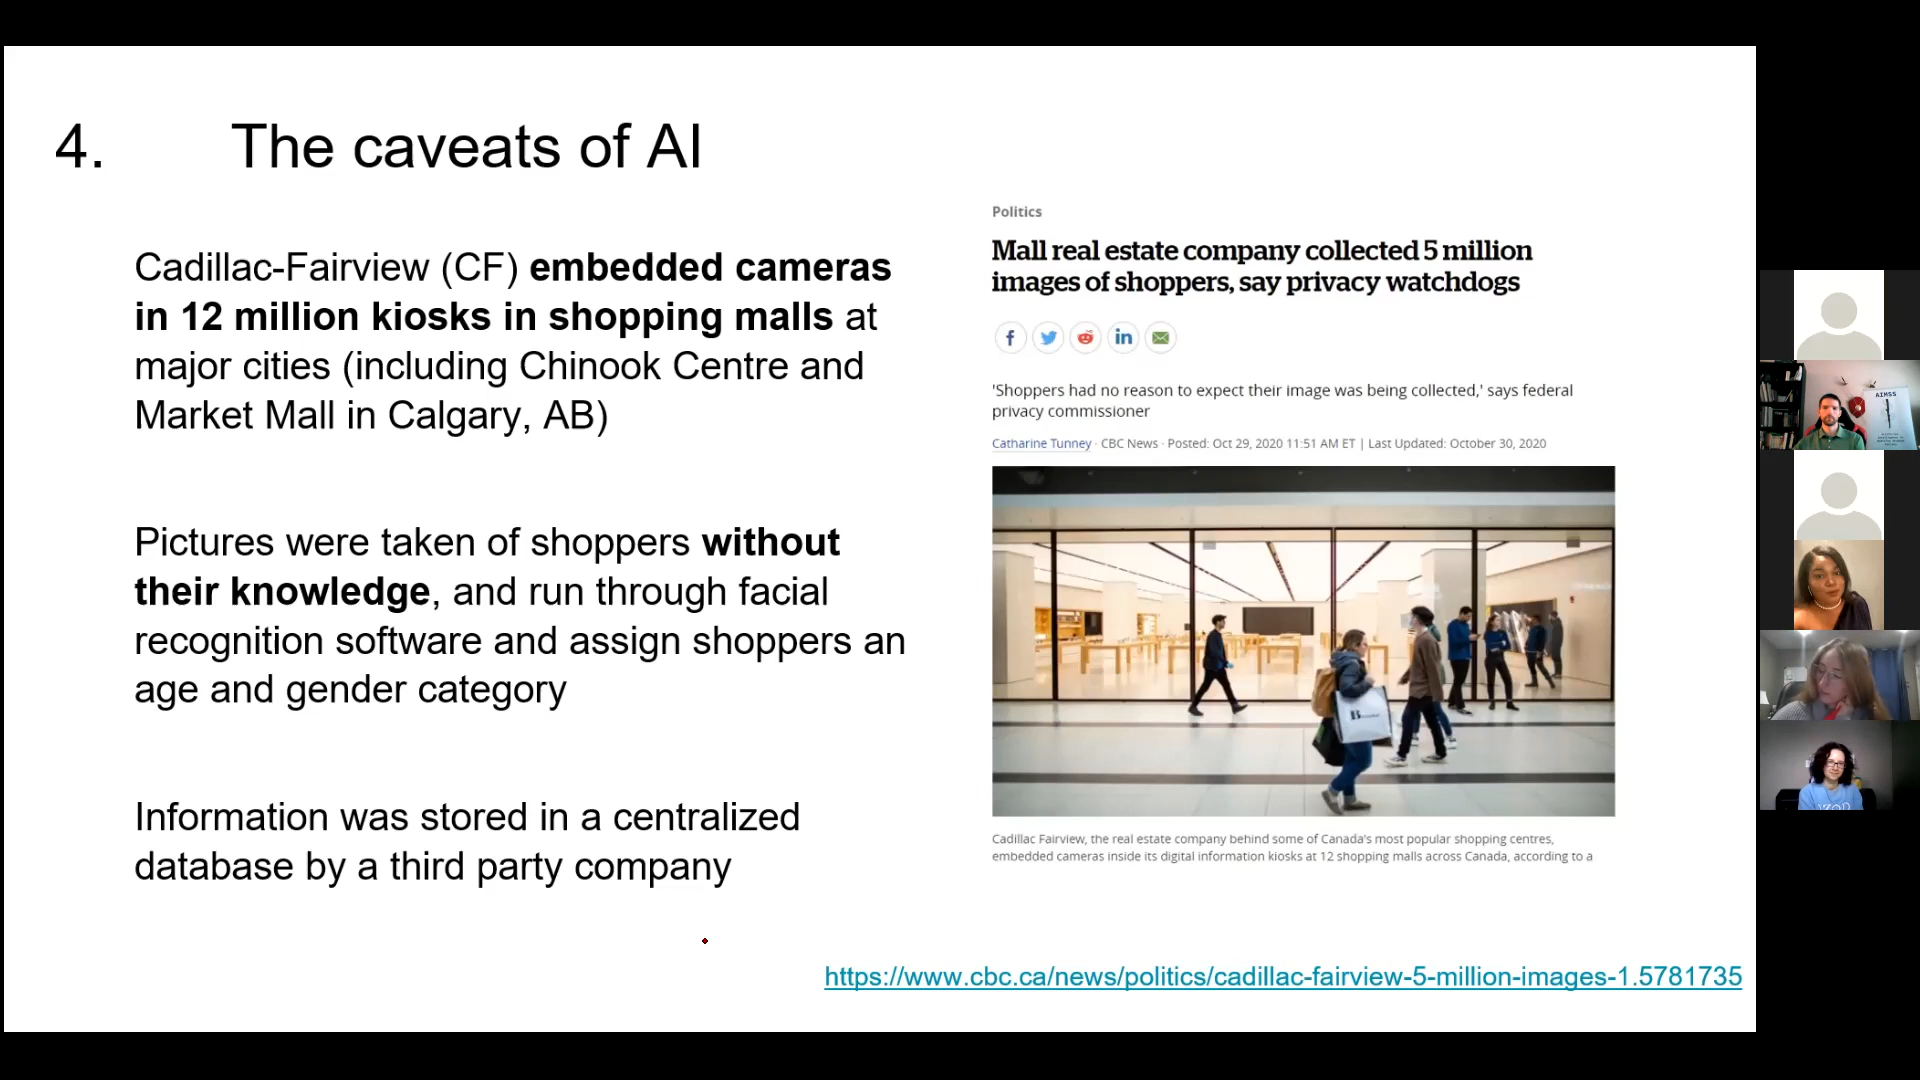 4. The caveats of AI
Cadillac-Fairview (CF) embedded cameras
in 12 million kiosks in shopping malls at
major cities (including Chinook Centre and
Market Mall in Calgary, AB)
Pictures were taken of shoppers without
their knowledge, and run through facial
recognition software and assign shoppers an
age and gender category
Information was stored in a centralized
database by a third party company
Politics
Mall real estate company collected 5 million
images of shoppers, say privacy watchdogs
'Shoppers had no reason to expect their image was being collected,' says federal
privacy commissioner
Catharine Tunney · CBC News · Posted: Oct 29, 2020 11:51 AM ET | Last Updated: October 30, 2020
Cadillac Fairview, the real estate company behind some of Canada's most popular shopping centres,
embedded cameras inside its digital information kiosks at 12 shopping malls across Canada, according to a
https://www.cbc.ca/news/politics/cadillac-fairview-5-million-images-1.5781735
AIMSS